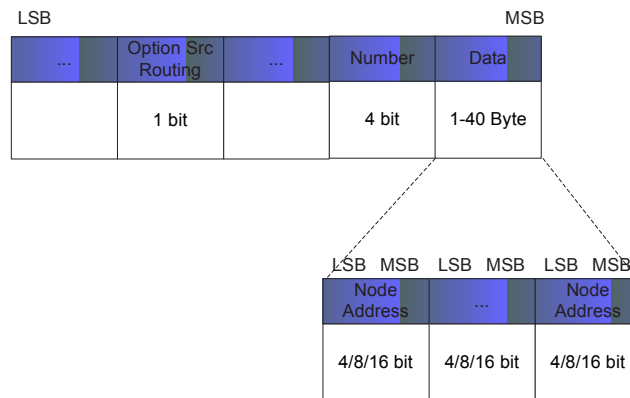 LSB MSB
... Option Src Routing ... Number Data
1 bit 4 bit 1-40 Byte
LSB MSB LSB MSB LSB MSB
Node Address ... Node Address
4/8/16 bit 4/8/16 bit 4/8/16 bit